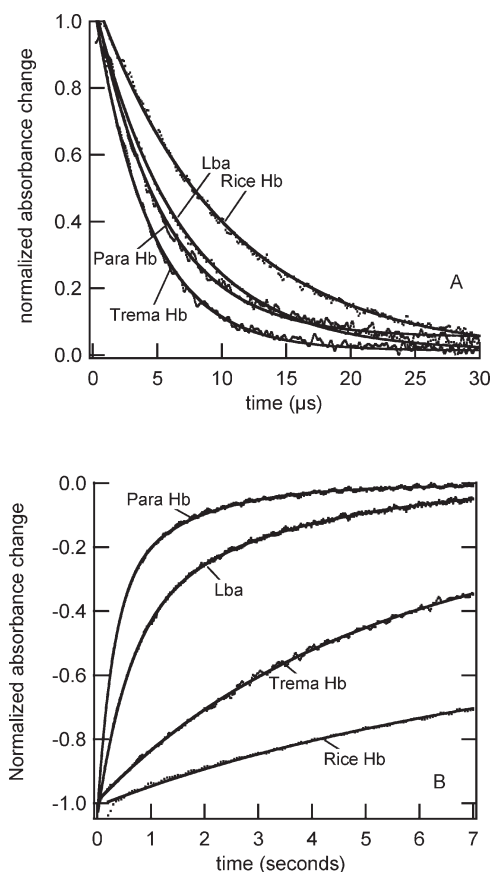 normalized absorbance change
1.0
0.8
0.6
0.4
0.2
0.0
Lba
Rice Hb
Para Hb
Trema Hb
A
0 5 10 15 20 25 30
time (µs)
Normalized absorbance change
0.0
-0.2
-0.4
-0.6
-0.8
-1.0
Para Hb
Lba
Trema Hb
Rice Hb
B
0 1 2 3 4 5 6 7
time (seconds)